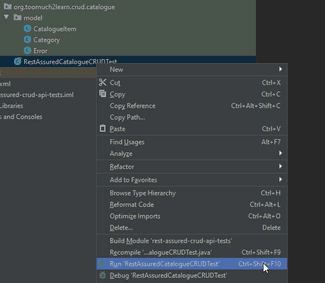 org.toomuch2learn.crud.catalogue
model
CatalogueItem
Category
Error
RestAssuredCatalogueCRUDTest
.xml
ssured-crud-api-tests.iml
Libraries
s and Consoles
New
Cut Ctrl+X
Copy Ctrl+C
Copy Reference Ctrl+Alt+Shift+C
Copy Path...
Paste Ctrl+V
Find Usages Alt+F7
Analyze
Refactor
Add to Favorites
Browse Type Hierarchy Ctrl+H
Reformat Code Ctrl+Alt+L
Optimize Imports Ctrl+Alt+O
Delete... Delete
Build Module 'rest-assured-crud-api-tests'
Recompile '...alogueCRUDTest.java' Ctrl+Shift+F9
Run 'RestAssuredCatalogueCRUDTest' Ctrl+Shift+F10
Debug 'RestAssuredCatalogueCRUDTest'